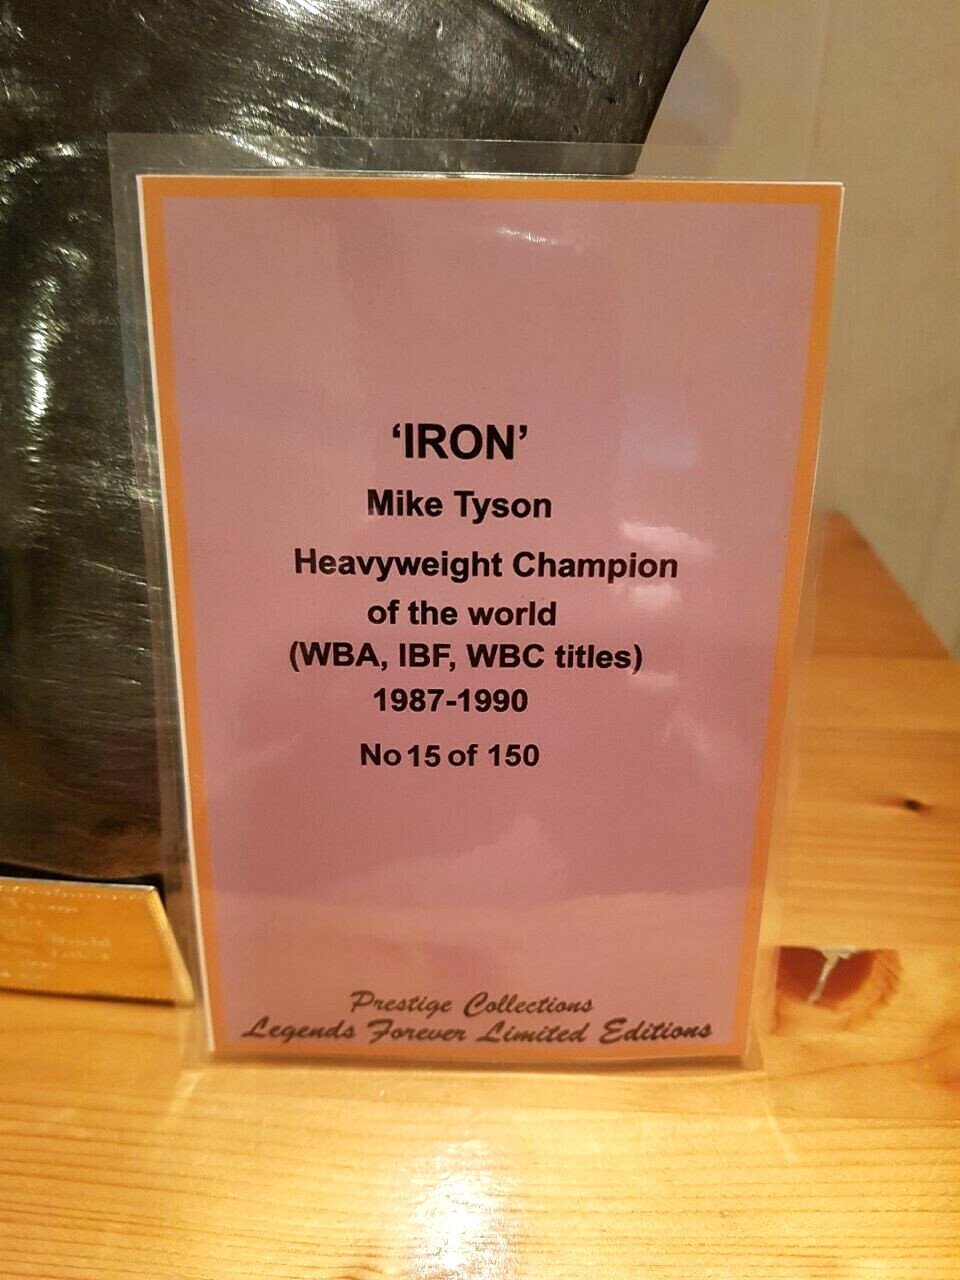 ‘IRON’
Mike Tyson
Heavyweight Champion
of the world
(WBA, IBF, WBC titles)
1987-1990
No 15 of 150
Prestige Collections
Legends Forever Limited Editions